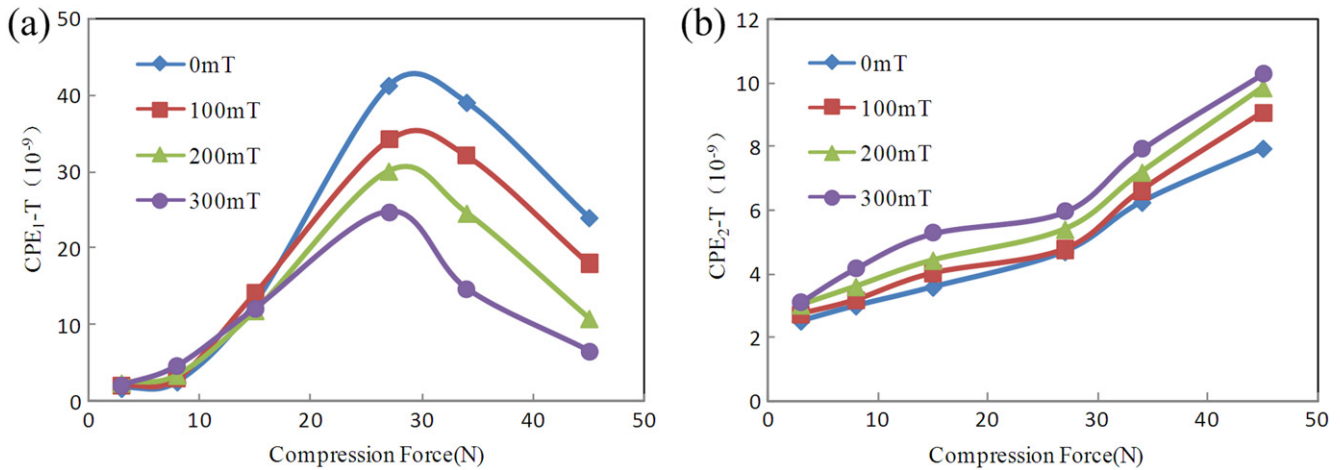 (a)
50
40
30
20
10
0
CPE₁-T（10⁻⁹）
0mT
100mT
200mT
300mT
0 10 20 30 40 50
Compression Force(N)
(b)
12
10
8
6
4
2
0
CPE₂-T（10⁻⁹）
0mT
100mT
200mT
300mT
0 10 20 30 40 50
Compression Force(N)